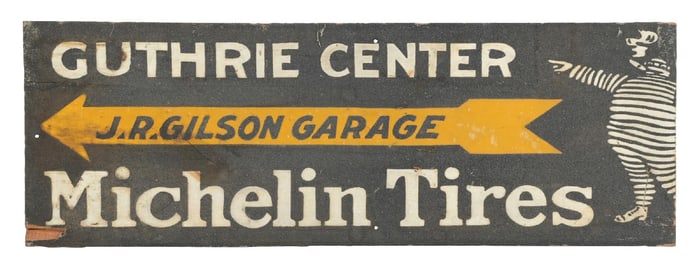 GUTHRIE CENTER
J.R.GILSON GARAGE
Michelin Tires